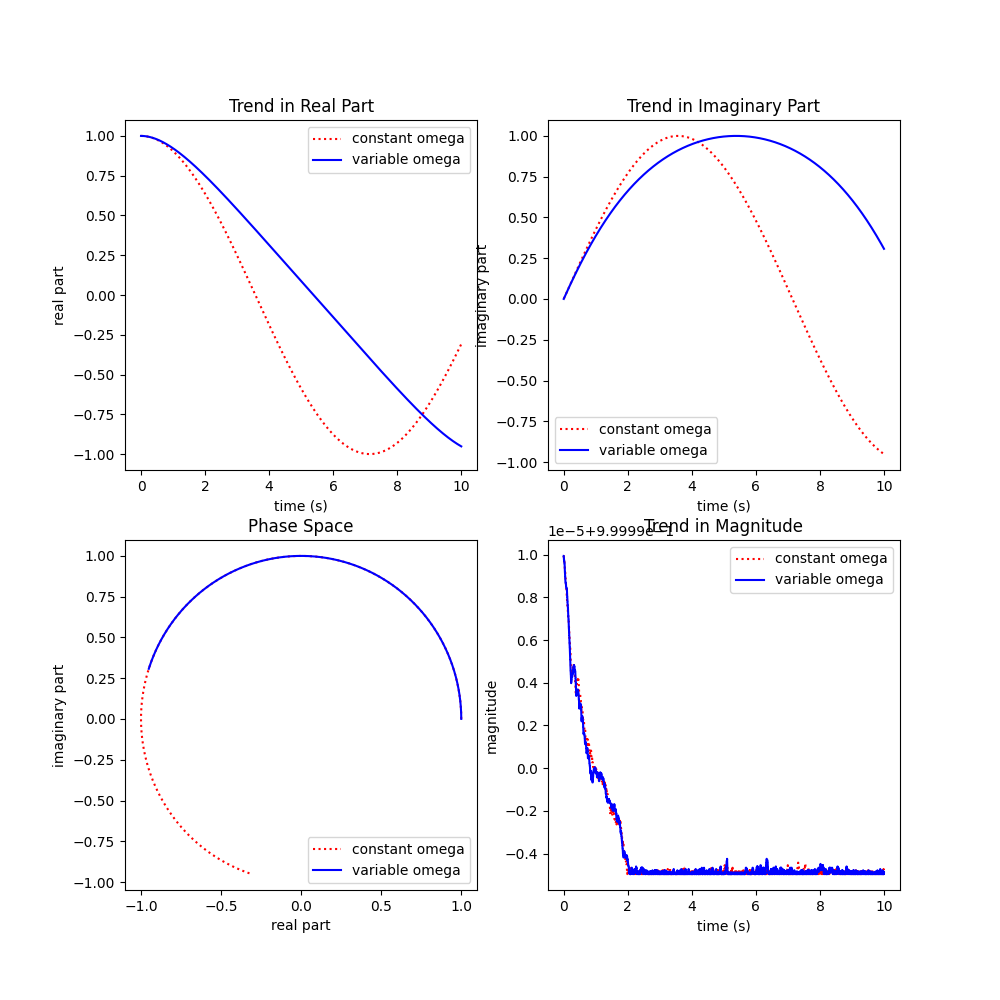 Trend in Real Part
1.00
0.75
0.50
0.25
0.00
−0.25
−0.50
−0.75
−1.00
real part
0 2 4 6 8 10
time (s)
constant omega
variable omega
Trend in Imaginary Part
1.00
0.75
0.50
0.25
0.00
−0.25
−0.50
−0.75
−1.00
imaginary part
0 2 4 6 8 10
time (s)
constant omega
variable omega
Phase Space
1.00
0.75
0.50
0.25
0.00
−0.25
−0.50
−0.75
−1.00
imaginary part
−1.0 −0.5 0.0 0.5 1.0
real part
constant omega
variable omega
Trend in Magnitude
1e−5+9.9999e−1
1.0
0.8
0.6
0.4
0.2
0.0
−0.2
−0.4
magnitude
0 2 4 6 8 10
time (s)
constant omega
variable omega